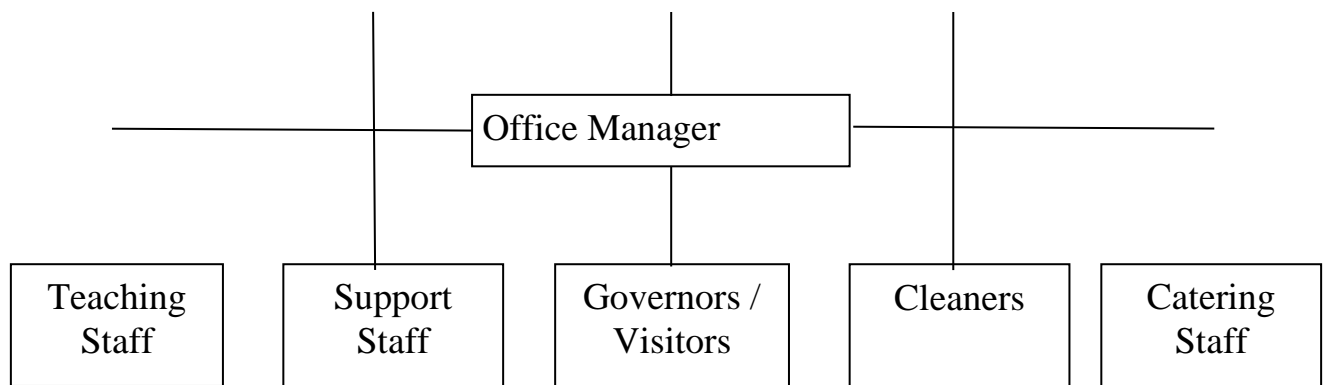 Office Manager
Teaching
Staff
Support
Staff
Governors /
Visitors
Cleaners
Catering
Staff